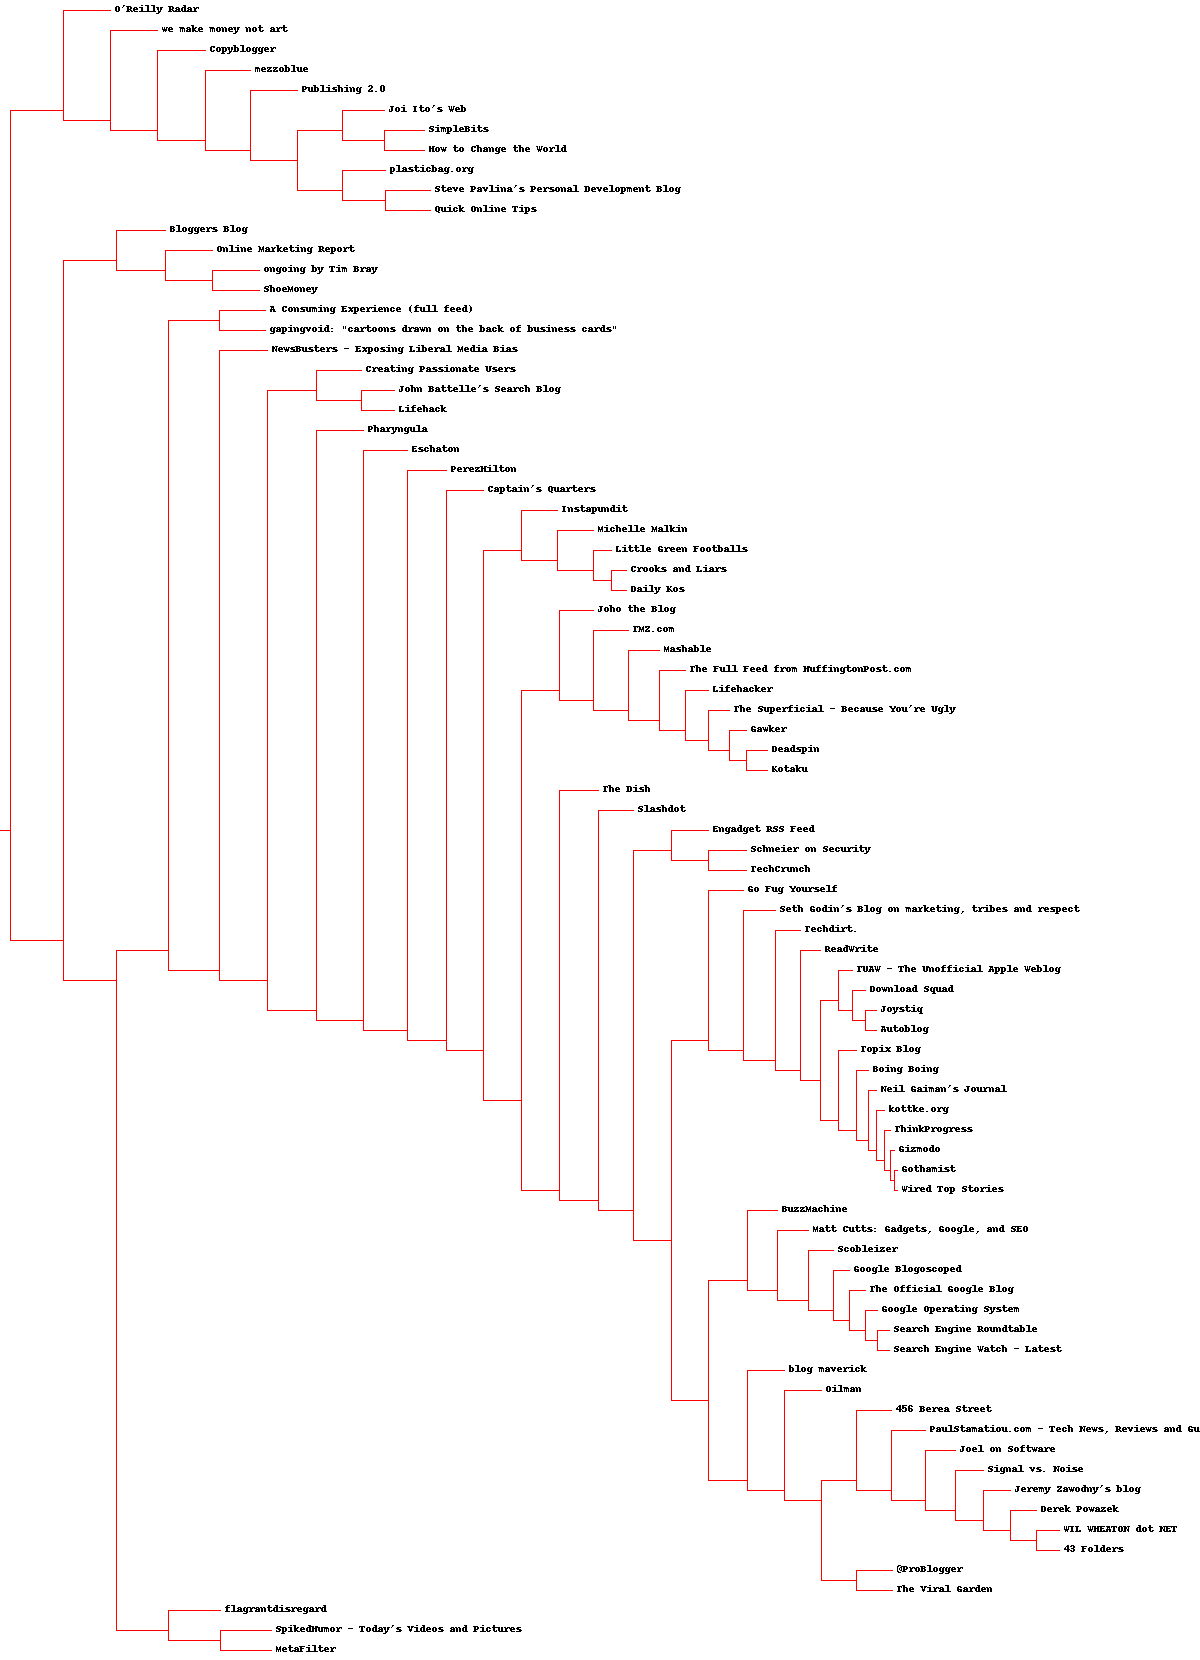 O'Reilly Radar
we make money not art
Copyblogger
mezzoblue
Publishing 2.0
Joi Ito's Web
SimpleBits
How to Change the World
plasticbag.org
Steve Pavlina's Personal Development Blog
Quick Online Tips
Bloggers Blog
Online Marketing Report
ongoing by Tim Bray
ShoeMoney
A Consuming Experience (full feed)
gapingvoid: "cartoons drawn on the back of business cards"
NewsBusters - Exposing Liberal Media Bias
Creating Passionate Users
John Battelle's Search Blog
Lifehack
Pharyngula
Eschaton
PerezHilton
Captain's Quarters
Instapundit
Michelle Malkin
Little Green Footballs
Crooks and Liars
Daily Kos
Joho the Blog
TMZ.com
Mashable
The Full Feed from HuffingtonPost.com
Lifehacker
The Superficial - Because You're Ugly
Gawker
Deadspin
Kotaku
The Dish
Slashdot
Engadget RSS Feed
Schneier on Security
TechCrunch
Go Fug Yourself
Seth Godin's Blog on marketing, tribes and respect
Techdirt.
ReadWrite
TUAW - The Unofficial Apple Weblog
Download Squad
Joystiq
Autoblog
Topix Blog
Boing Boing
Neil Gaiman's Journal
kottke.org
ThinkProgress
Gizmodo
Gothamist
Wired Top Stories
BuzzMachine
Matt Cutts: Gadgets, Google, and SEO
Scobleizer
Google Blogoscoped
The Official Google Blog
Google Operating System
Search Engine Roundtable
Search Engine Watch - Latest
blog maverick
Oilman
456 Berea Street
PaulStamatiou.com - Tech News, Reviews and Gu
Joel on Software
Signal vs. Noise
Jeremy Zawodny's blog
Derek Powazek
WIL WHEATON dot NET
43 Folders
@ProBlogger
The Viral Garden
flagrantdisregard
SpikedHumor - Today's Videos and Pictures
MetaFilter